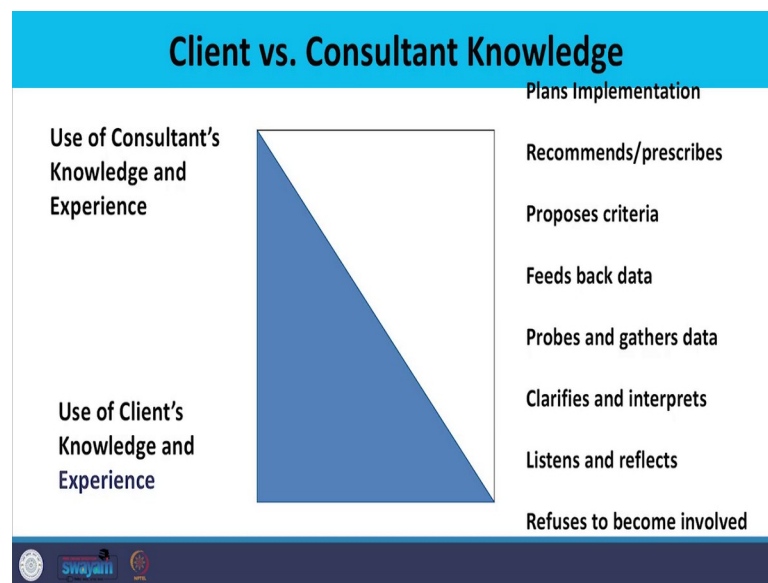 Client vs. Consultant Knowledge
Plans Implementation
Use of Consultant's
Knowledge and
Experience
Recommends/prescribes
Proposes criteria
Feeds back data
Probes and gathers data
Clarifies and interprets
Use of Client's
Knowledge and
Experience
Listens and reflects
Refuses to become involved
swayam